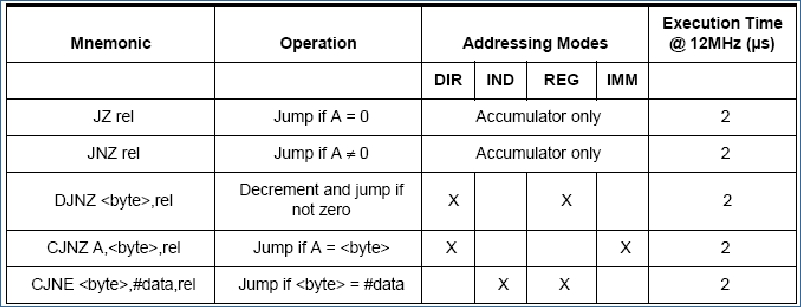 Mnemonic Operation Addressing Modes Execution Time @ 12MHz (µs)
DIR IND REG IMM
JZ rel Jump if A = 0 Accumulator only 2
JNZ rel Jump if A ≠ 0 Accumulator only 2
DJNZ <byte>,rel Decrement and jump if not zero X X 2
CJNZ A,<byte>,rel Jump if A = <byte> X X 2
CJNE <byte>,#data,rel Jump if <byte> = #data X X 2